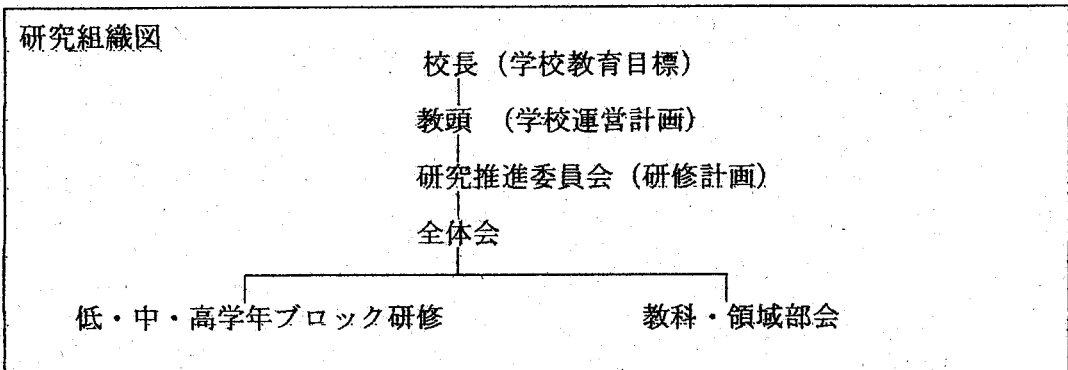 研究組織図
校長（学校教育目標）
教頭　（学校運営計画）
研究推進委員会（研修計画）
全体会
低・中・高学年ブロック研修　教科・領域部会